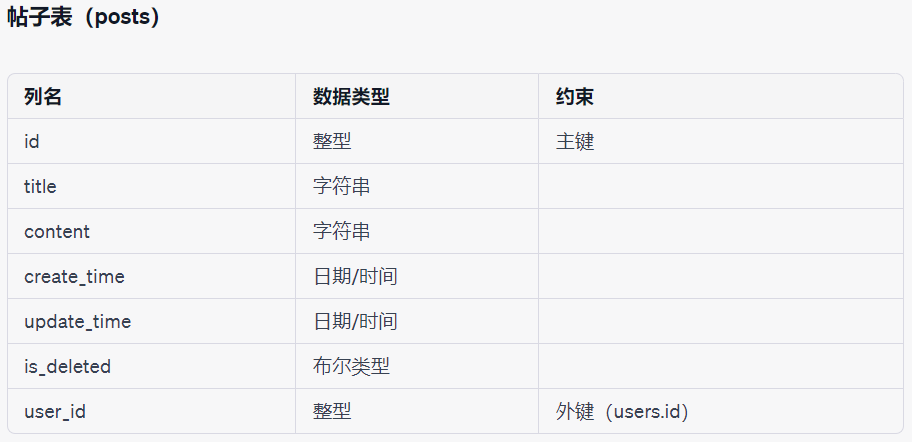 帖子表（posts）
列名 数据类型 约束
id 整型 主键
title 字符串
content 字符串
create_time 日期/时间
update_time 日期/时间
is_deleted 布尔类型
user_id 整型 外键（users.id）